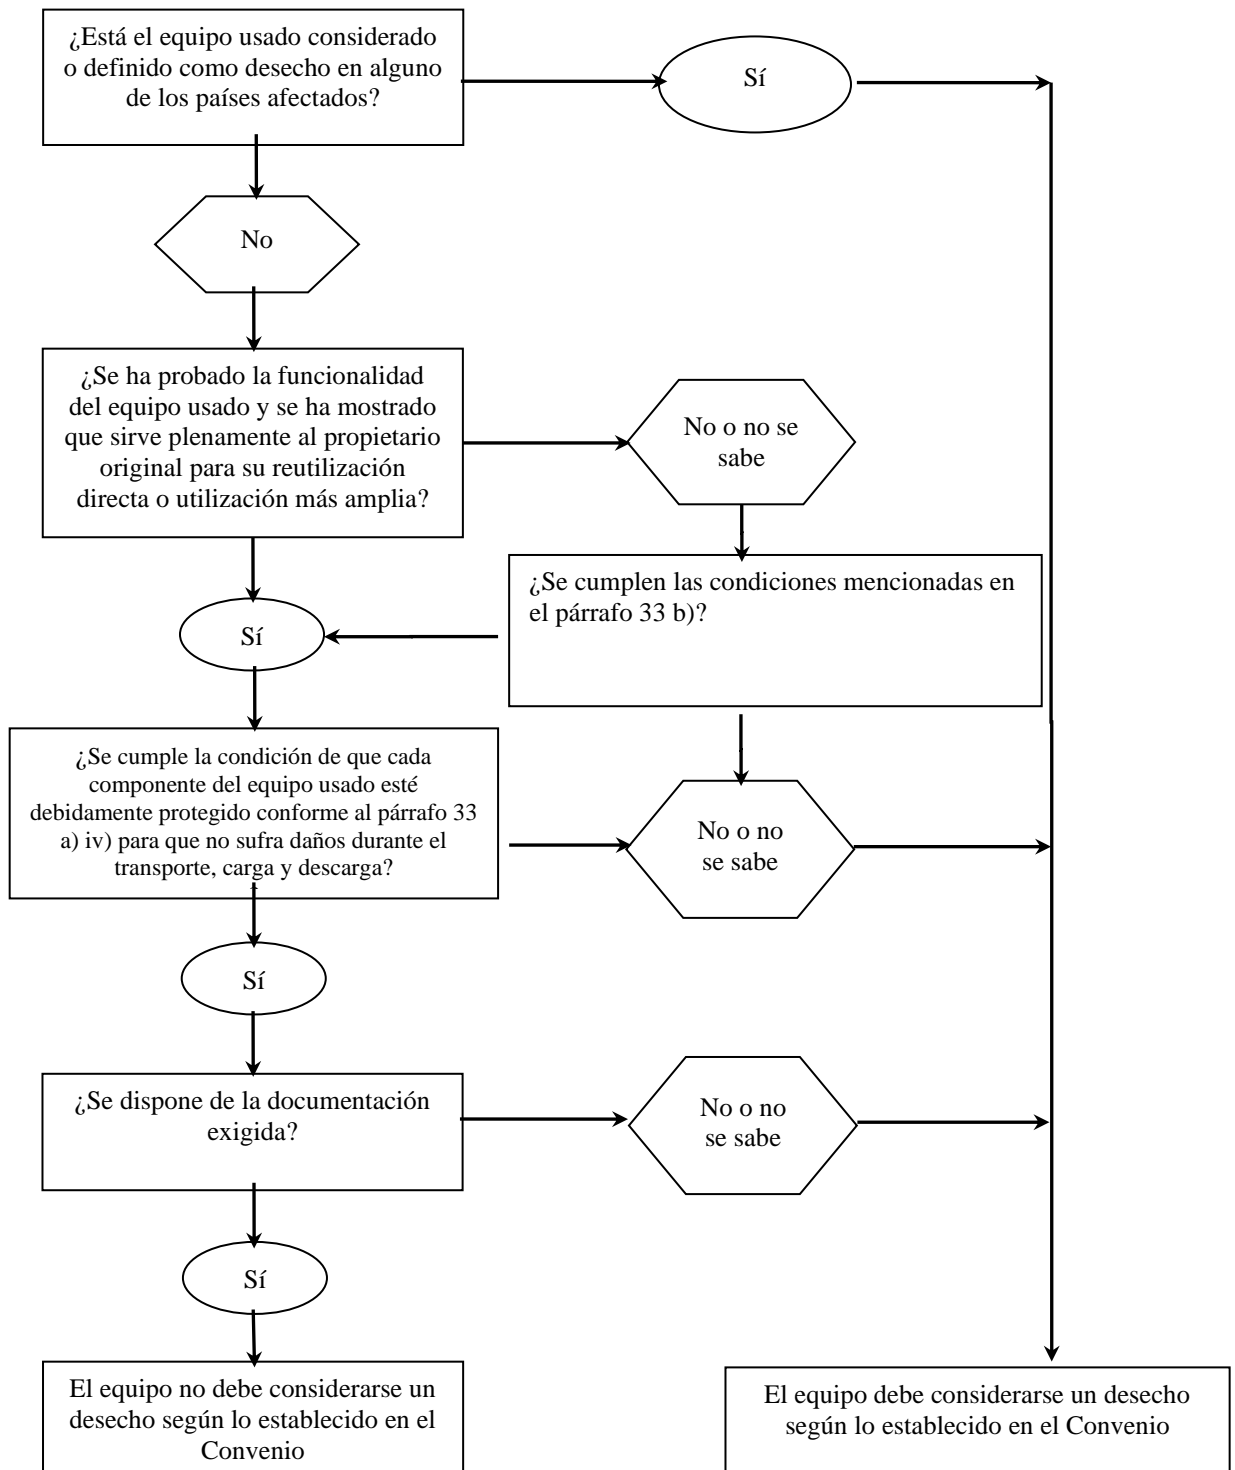 ¿Está el equipo usado considerado
o definido como desecho en alguno
de los países afectados?
Sí
No
¿Se ha probado la funcionalidad
del equipo usado y se ha mostrado
que sirve plenamente al propietario
original para su reutilización
directa o utilización más amplia?
No o no se
sabe
¿Se cumplen las condiciones mencionadas en
el párrafo 33 b)?
Sí
¿Se cumple la condición de que cada
componente del equipo usado esté
debidamente protegido conforme al párrafo 33
a) iv) para que no sufra daños durante el
transporte, carga y descarga?
No o no
se sabe
Sí
¿Se dispone de la documentación
exigida?
No o no
se sabe
Sí
El equipo no debe considerarse un
desecho según lo establecido en el
Convenio
El equipo debe considerarse un desecho
según lo establecido en el Convenio